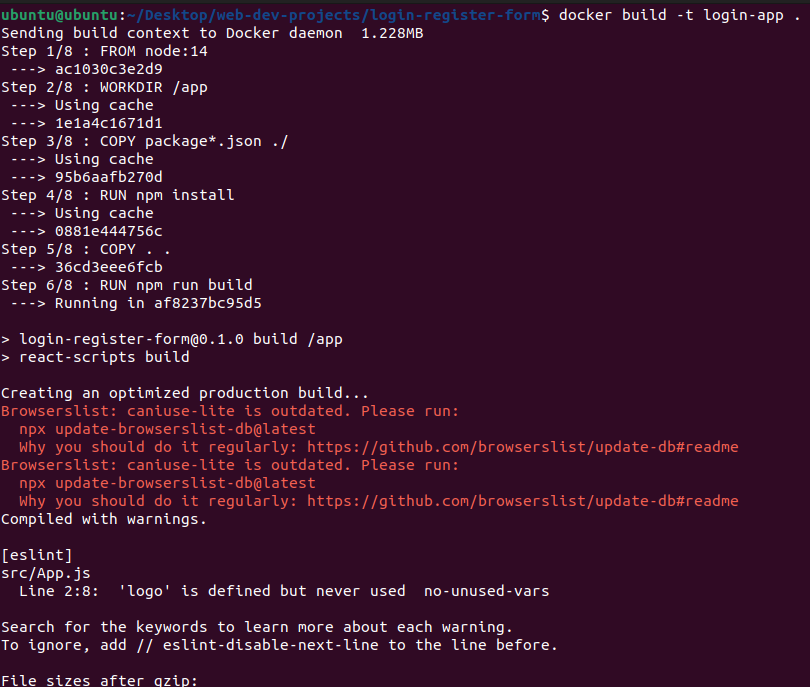 ubuntu@ubuntu:~/Desktop/web-dev-projects/login-register-form$ docker build -t login-app .
Sending build context to Docker daemon  1.228MB
Step 1/8 : FROM node:14
 ---> ac1030c3e2d9
Step 2/8 : WORKDIR /app
 ---> Using cache
 ---> 1e1a4c1671d1
Step 3/8 : COPY package*.json ./
 ---> Using cache
 ---> 95b6aafb270d
Step 4/8 : RUN npm install
 ---> Using cache
 ---> 0881e444756c
Step 5/8 : COPY . .
 ---> 36cd3eee6fcb
Step 6/8 : RUN npm run build
 ---> Running in af8237bc95d5

> login-register-form@0.1.0 build /app
> react-scripts build

Creating an optimized production build...
Browserslist: caniuse-lite is outdated. Please run:
  npx update-browserslist-db@latest
  Why you should do it regularly: https://github.com/browserslist/update-db#readme
Browserslist: caniuse-lite is outdated. Please run:
  npx update-browserslist-db@latest
  Why you should do it regularly: https://github.com/browserslist/update-db#readme
Compiled with warnings.

[eslint]
src/App.js
  Line 2:8:  'logo' is defined but never used  no-unused-vars

Search for the keywords to learn more about each warning.
To ignore, add // eslint-disable-next-line to the line before.

File sizes after gzip: